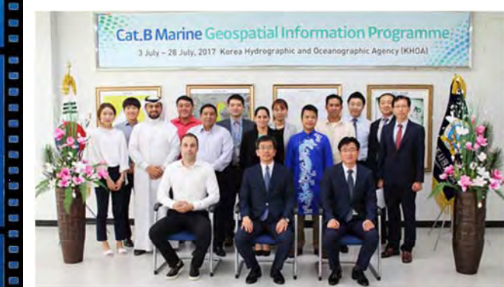 Cat.B Marine Geospatial Information Programme
3 July – 28 July, 2017 Korea Hydrographic and Oceanographic Agency (KHOA)